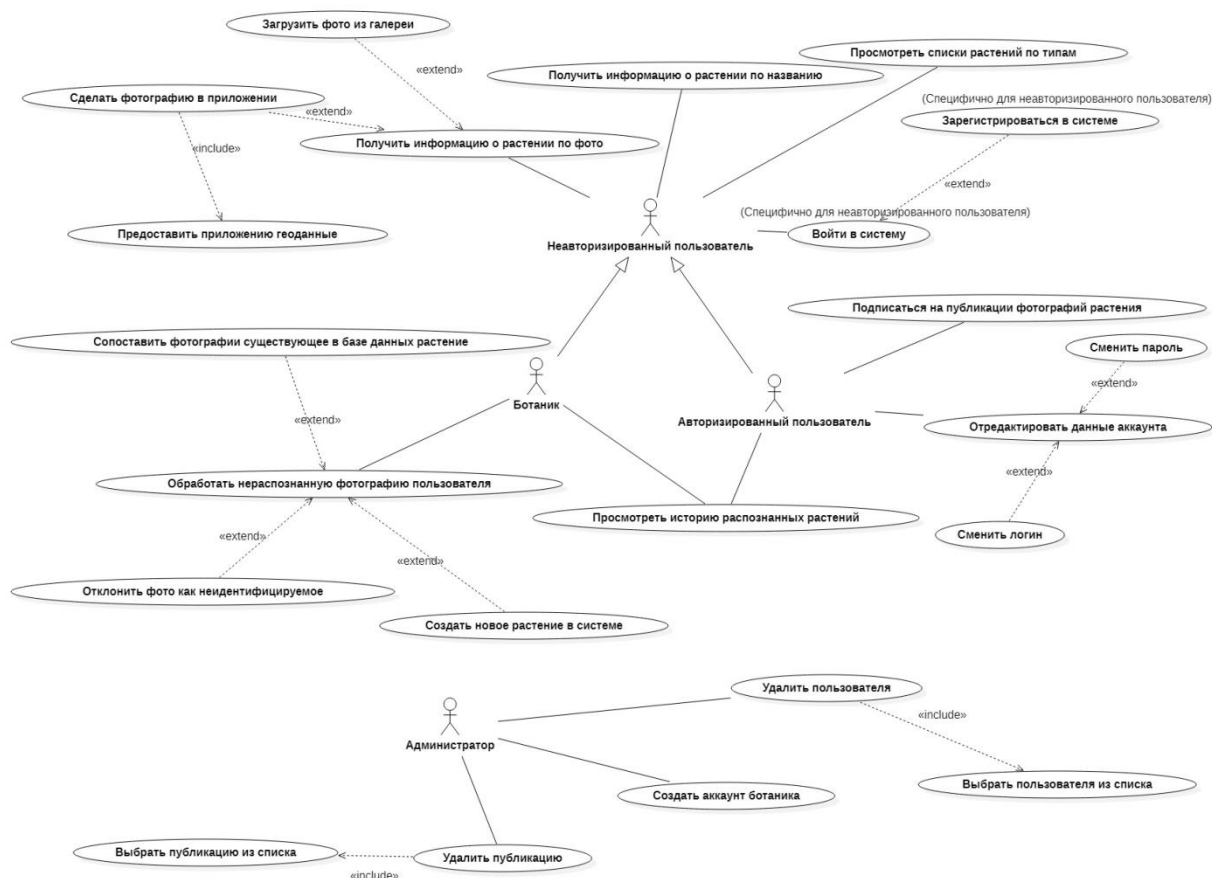 Загрузить фото из галереи
Просмотреть списки растений по типам
«extend»
Получить информацию о растении по названию
Сделать фотографию в приложении
«extend»
(Специфично для неавторизированного пользователя)
Зарегистрироваться в системе
Получить информацию о растении по фото
«include»
«extend»
(Специфично для неавторизированного пользователя)
Предоставить приложению геоданные
Войти в систему
Неавторизированный пользователь
Подписаться на публикации фотографий растения
Сопоставить фотографии существующее в базе данных растение
Сменить пароль
«extend»
Ботаник
«extend»
Авторизированный пользователь
Отредактировать данные аккаунта
«extend»
Обработать нераспознанную фотографию пользователя
Просмотреть историю распознанных растений
Сменить логин
«extend»
«extend»
Отклонить фото как неидентифицируемое
Создать новое растение в системе
Удалить пользователя
«include»
Администратор
Выбрать пользователя из списка
Создать аккаунт ботаника
Выбрать публикацию из списка
Удалить публикацию
«include»